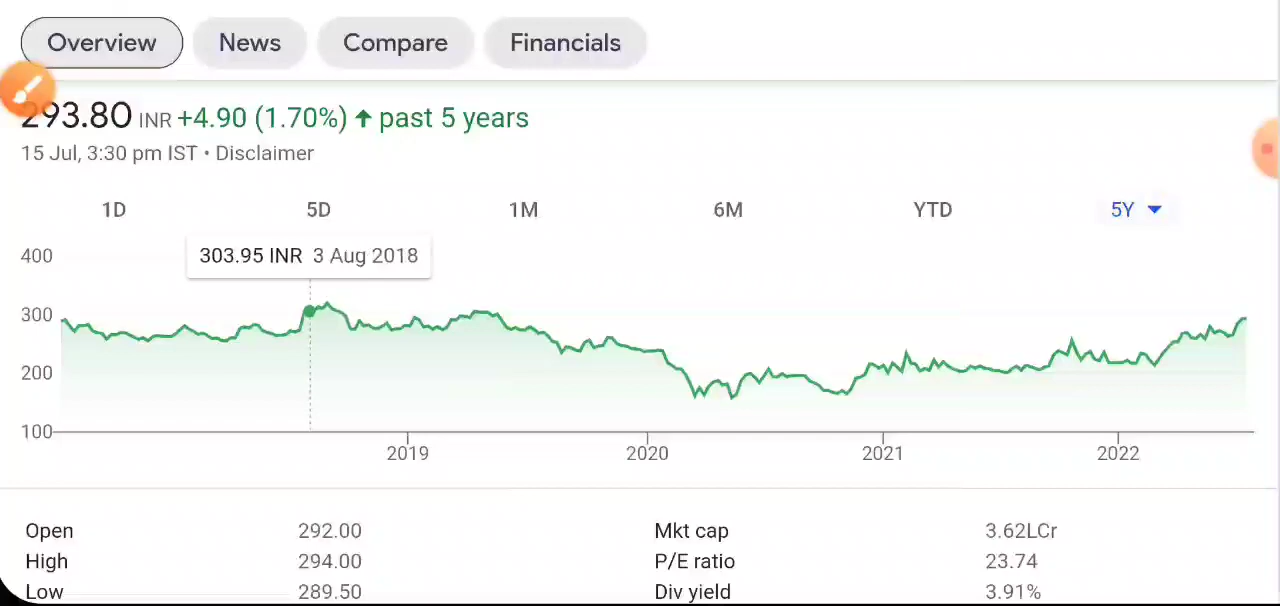 Overview News Compare Financials
293.80 INR +4.90 (1.70%) ↑ past 5 years
15 Jul, 3:30 pm IST • Disclaimer
1D 5D 1M 6M YTD 5Y
303.95 INR 3 Aug 2018
400
300
200
100
2019 2020 2021 2022
Open 292.00 Mkt cap 3.62LCr
High 294.00 P/E ratio 23.74
Low 289.50 Div yield 3.91%